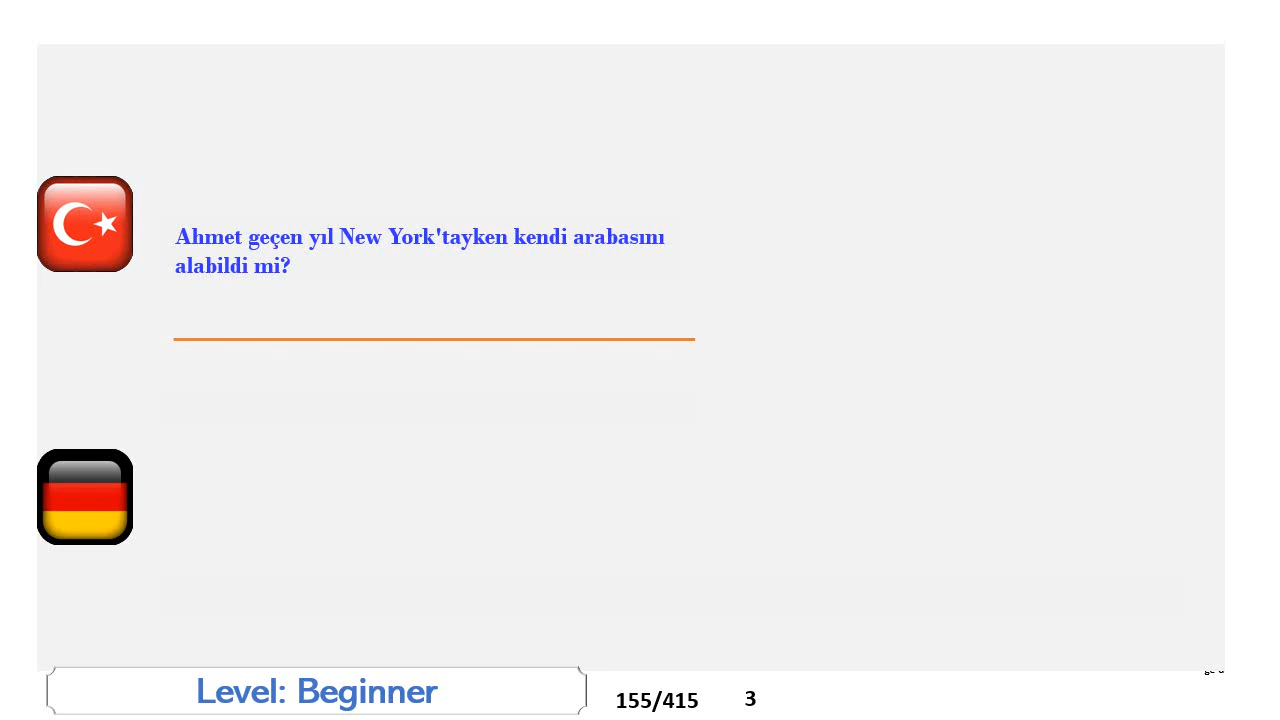 Ahmet geçen yıl New York'tayken kendi arabasını
alabildi mi?
Level: Beginner
155/415
3